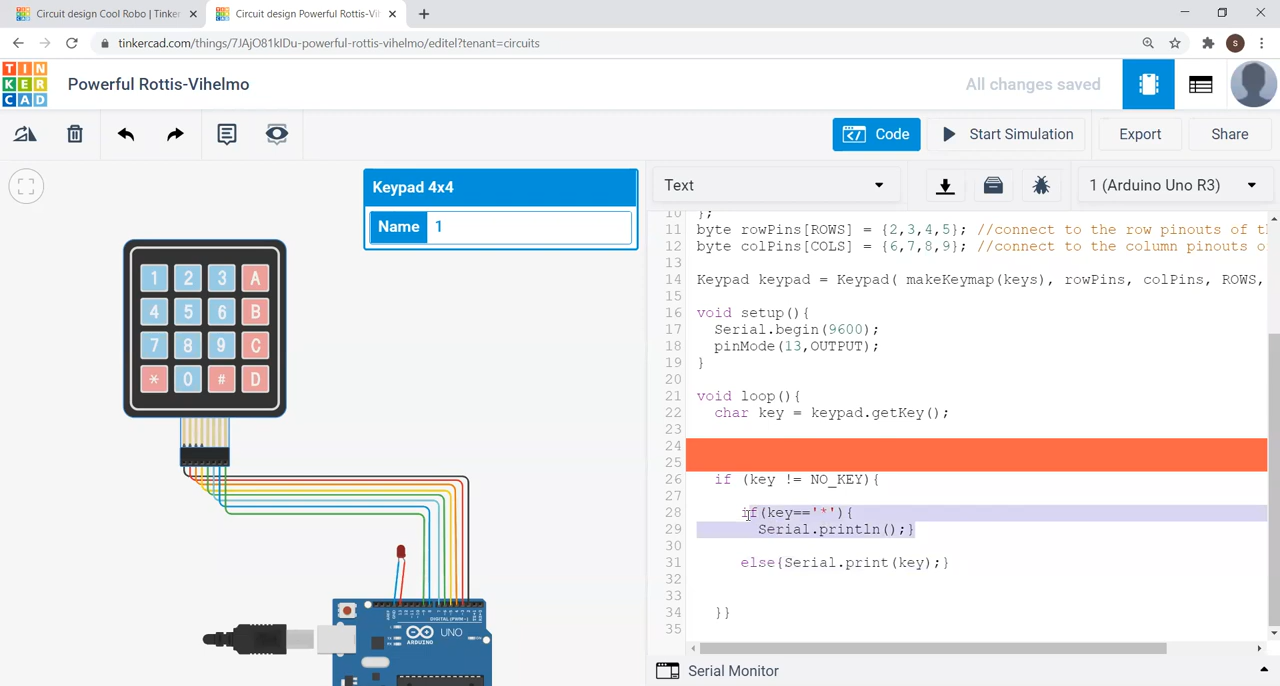 Circuit design Cool Robo | Tinker
Circuit design Powerful Rottis-Vi
tinkercad.com/things/7JAjO81kIDu-powerful-rottis-vihelmo/editel?tenant=circuits
S
TIN
KER
CAD
Powerful Rottis-Vihelmo
All changes saved
Code
Start Simulation
Export
Share
Keypad 4x4
Name 1
Text
1 (Arduino Uno R3)
1 2 3 A
4 5 6 B
7 8 9 C
* 0 # D
DIGITAL (PWM~)
UNO
ARDUINO
10 };
11 byte rowPins[ROWS] = {2,3,4,5}; //connect to the row pinouts of t
12 byte colPins[COLS] = {6,7,8,9}; //connect to the column pinouts o
13
14 Keypad keypad = Keypad( makeKeymap(keys), rowPins, colPins, ROWS,
15
16 void setup(){
17 Serial.begin(9600);
18 pinMode(13,OUTPUT);
19 }
20
21 void loop(){
22 char key = keypad.getKey();
23
24
25
26 if (key != NO_KEY){
27
28 if(key=='*'){
29 Serial.println();}
30
31 else{Serial.print(key);}
32
33
34 }}
35
Serial Monitor